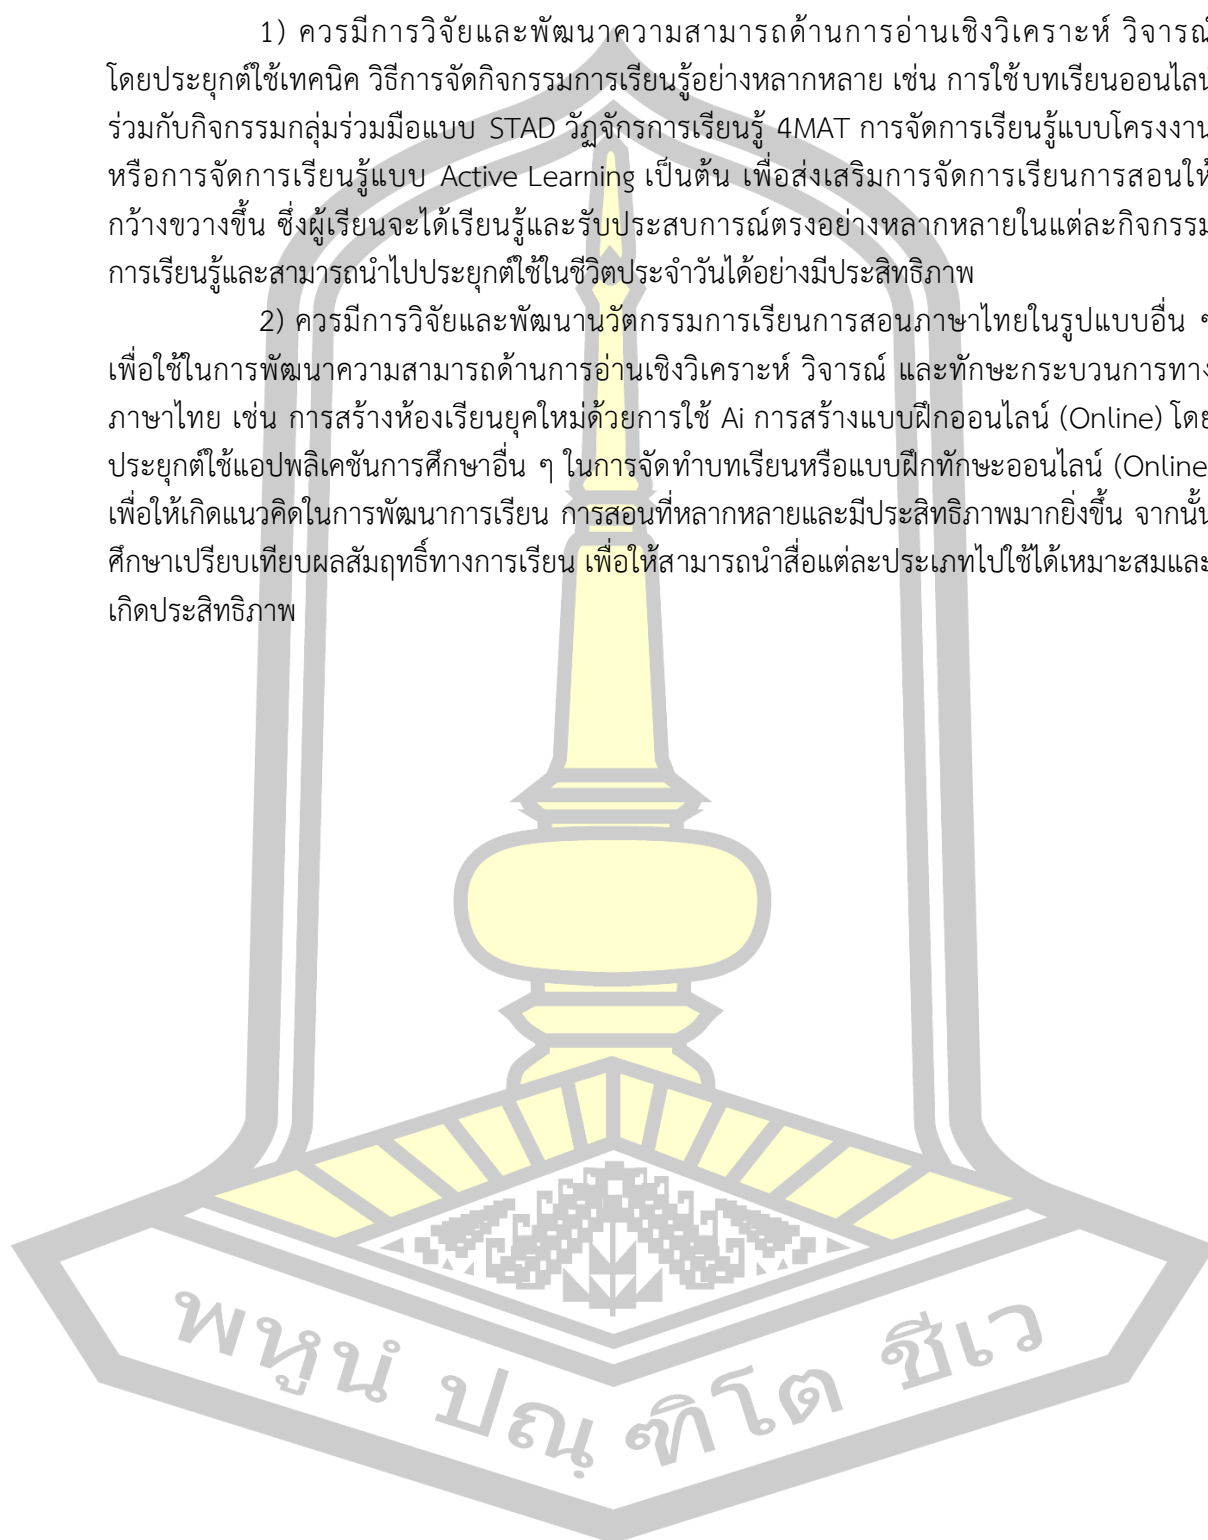 1) ควรมีการวิจัยและพัฒนาความสามารถด้านการอ่านเชิงวิเคราะห์ วิจารณ์
โดยประยุกต์ใช้เทคนิค วิธีการจัดกิจกรรมการเรียนรู้อย่างหลากหลาย เช่น การใช้บทเรียนออนไลน์
ร่วมกับกิจกรรมกลุ่มร่วมมือแบบ STAD วัฏจักรการเรียนรู้ 4MAT การจัดการเรียนรู้แบบโครงงาน
หรือการจัดการเรียนรู้แบบ Active Learning เป็นต้น เพื่อส่งเสริมการจัดการเรียนการสอนให้
กว้างขวางขึ้น ซึ่งผู้เรียนจะได้เรียนรู้และรับประสบการณ์ตรงอย่างหลากหลายในแต่ละกิจกรรม
การเรียนรู้และสามารถนำไปประยุกต์ใช้ในชีวิตประจำวันได้อย่างมีประสิทธิภาพ
2) ควรมีการวิจัยและพัฒนานวัตกรรมการเรียนการสอนภาษาไทยในรูปแบบอื่น ๆ
เพื่อใช้ในการพัฒนาความสามารถด้านการอ่านเชิงวิเคราะห์ วิจารณ์ และทักษะกระบวนการทาง
ภาษาไทย เช่น การสร้างห้องเรียนยุคใหม่ด้วยการใช้ Ai การสร้างแบบฝึกออนไลน์ (Online) โดย
ประยุกต์ใช้แอปพลิเคชันการศึกษาอื่น ๆ ในการจัดทำบทเรียนหรือแบบฝึกทักษะออนไลน์ (Online
เพื่อให้เกิดแนวคิดในการพัฒนาการเรียน การสอนที่หลากหลายและมีประสิทธิภาพมากยิ่งขึ้น จากนั้น
ศึกษาเปรียบเทียบผลสัมฤทธิ์ทางการเรียน เพื่อให้สามารถนำสื่อแต่ละประเภทไปใช้ได้เหมาะสมและ
เกิดประสิทธิภาพ
พหูนํ ปณฺฑิโต ชีเว